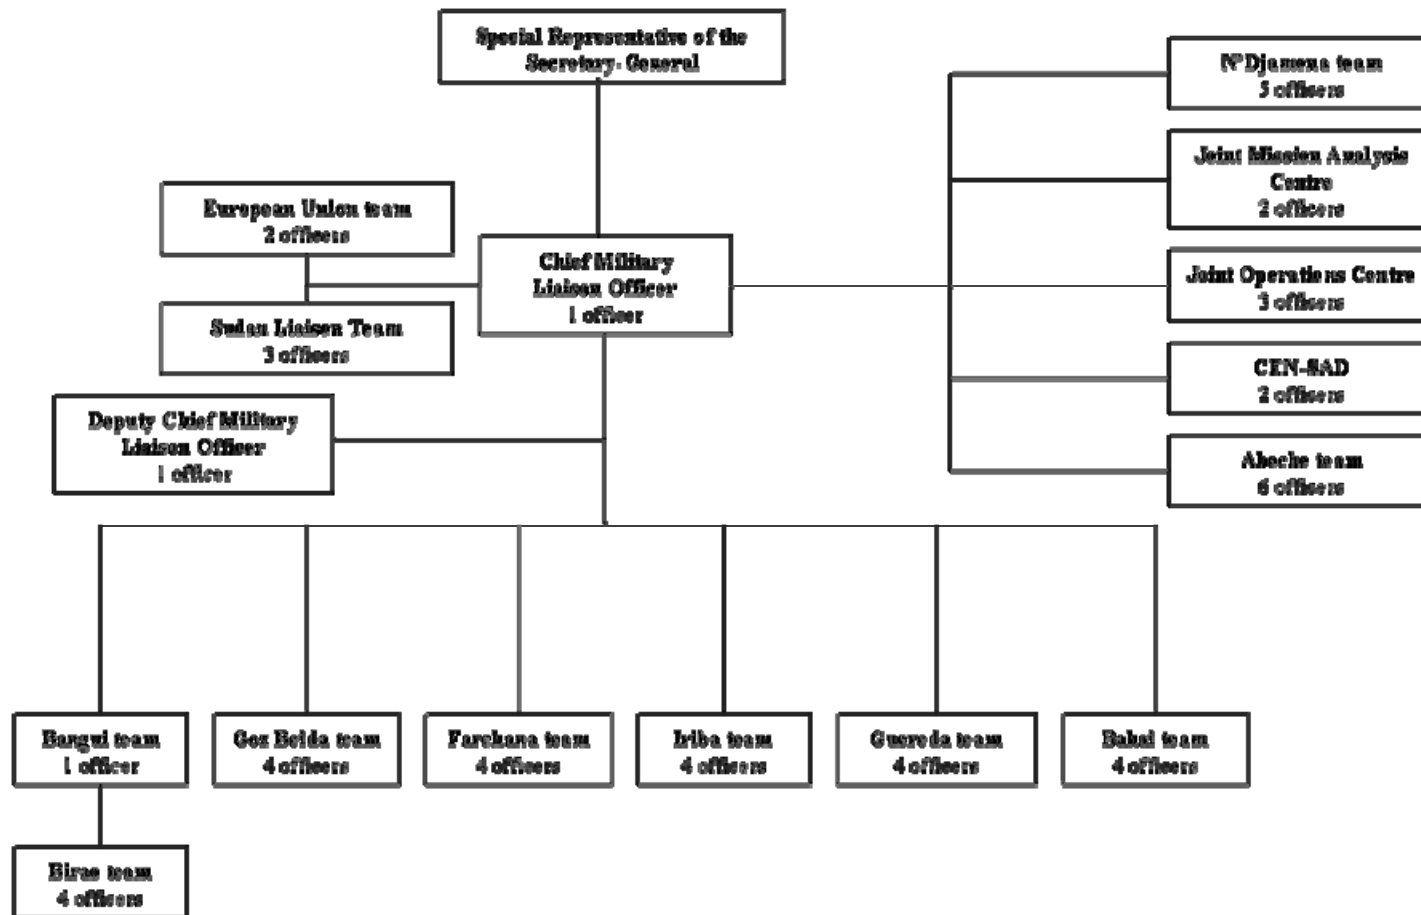 Special Representative of the
Secretary-General
N'Djamena team
5 officers
Joint Mission Analysis
Centre
2 officers
European Union team
2 officers
Chief Military
Liaison Officer
1 officer
Joint Operations Centre
3 officers
Sudan Liaison Team
3 officers
CEN-SAD
2 officers
Deputy Chief Military
Liaison Officer
1 officer
Abeche team
6 officers
Bangui team
1 officer
Goz Beida team
4 officers
Farchana team
4 officers
Iriba team
4 officers
Guereda team
4 officers
Bahai team
4 officers
Birao team
4 officers